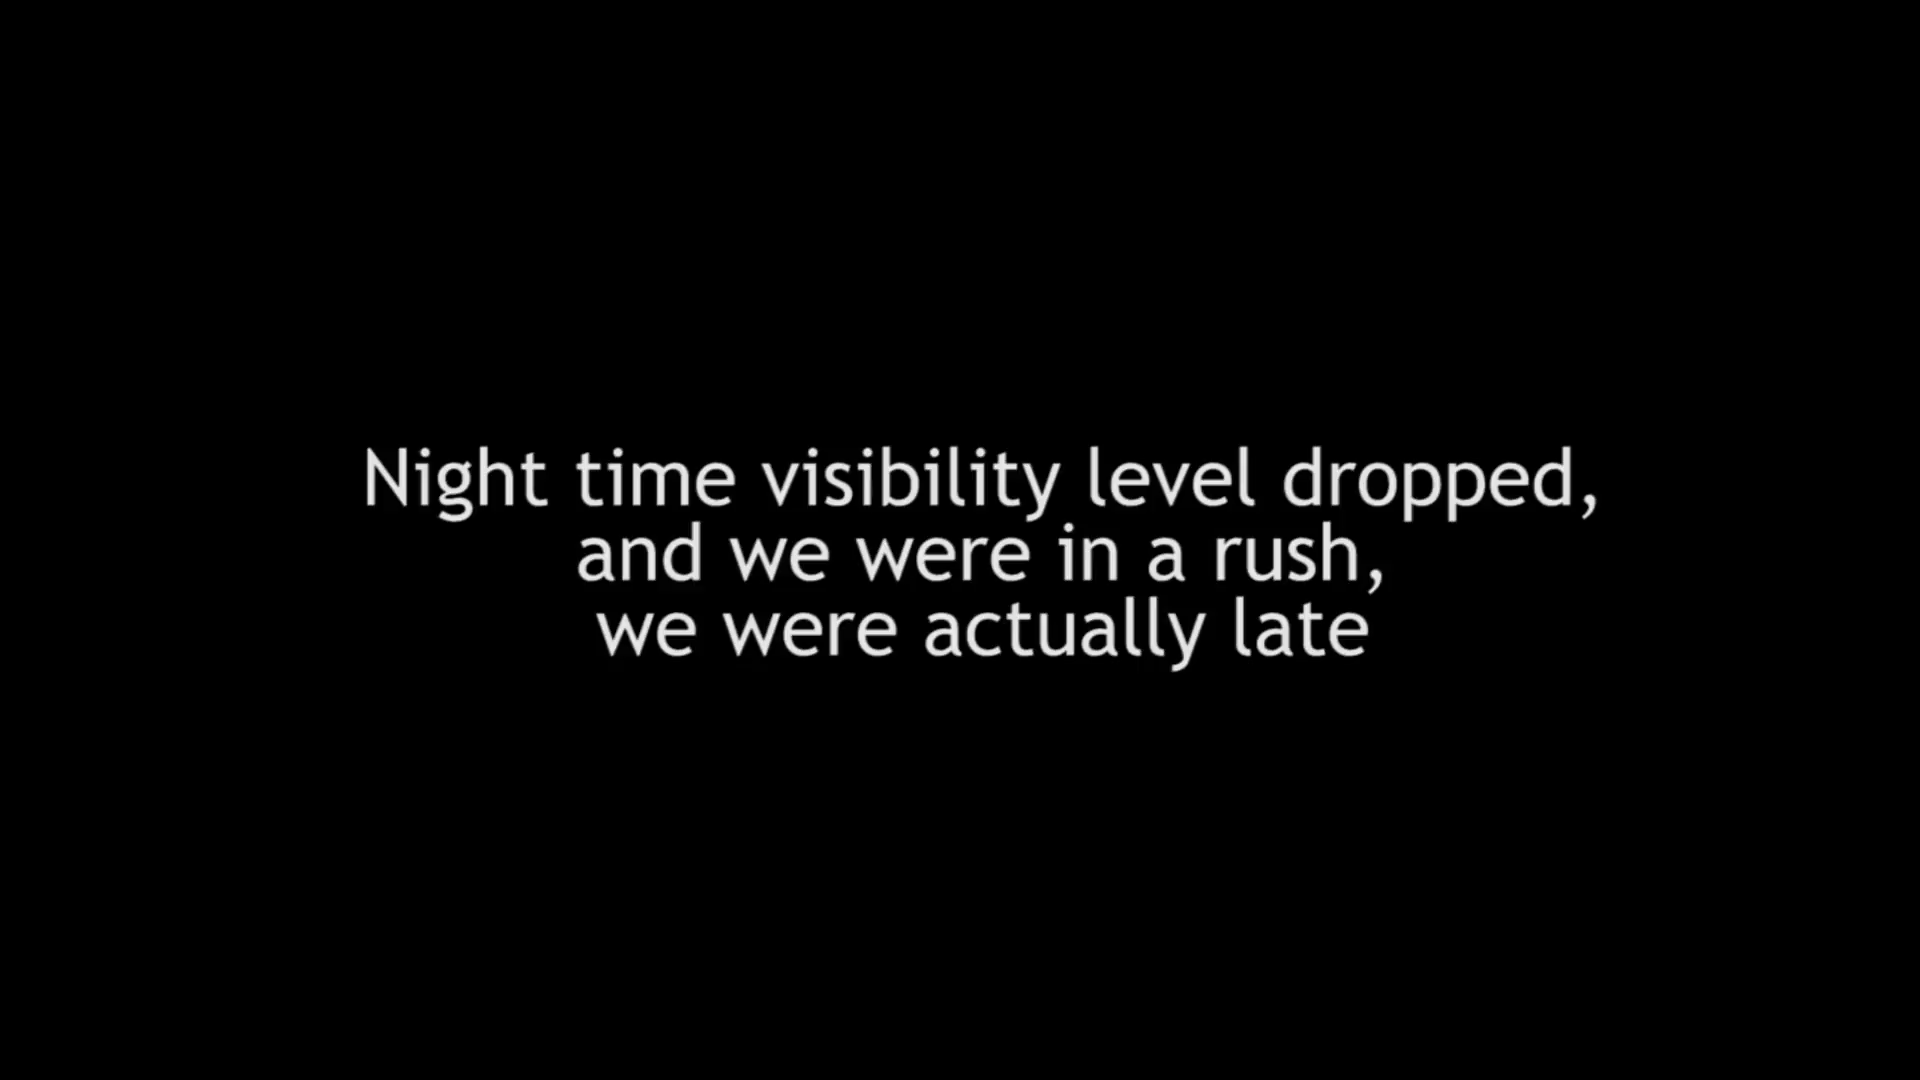 Night time visibility level dropped,
and we were in a rush,
we were actually late